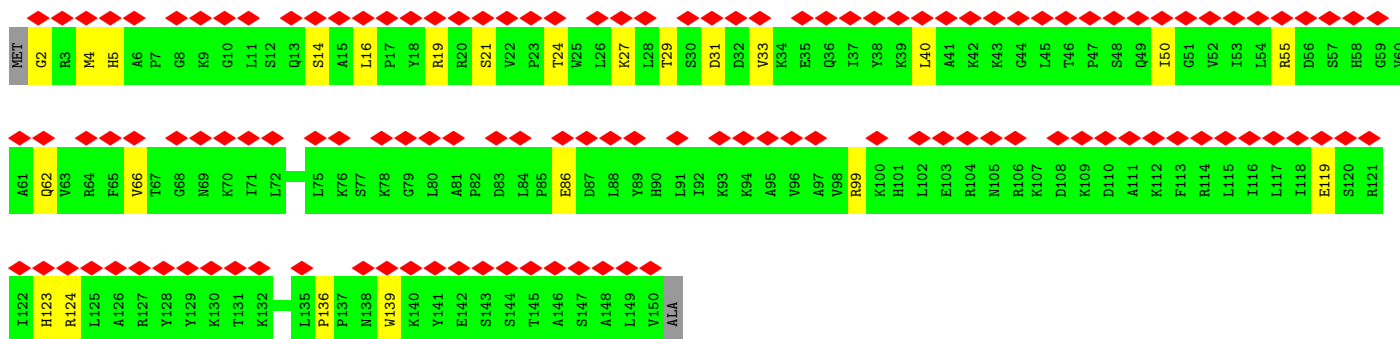 MET G2 R3 M4 H5 A6 P7 G8 K9 G10 L11 S12 Q13 S14 A15 L16 P17 Y18 R19 R20 S21 V22 P23 T24 W25 L26 K27 L28 T29 S30 D31 D32 V33 K34 E35 Q36 I37 Y38 K39 L40 A41 K42 K43 G44 L45 T46 P47 S48 Q49 I50 G51 V52 I53 L54 R55 D56 S57 H58 G59 V60
A61 Q62 V63 R64 F65 V66 T67 G68 N69 K70 I71 L72 L75 K76 S77 K78 G79 L80 A81 P82 D83 L84 P85 E86 D87 L88 Y89 H90 L91 I92 K93 K94 A95 V96 A97 V98 R99 K100 H101 L102 E103 R104 N105 R106 K107 D108 K109 D110 A111 K112 F113 R114 L115 I116 L117 I118 E119 S120 R121
I122 H123 R124 L125 A126 R127 Y128 Y129 K130 T131 K132 L135 P136 P137 N138 W139 K140 Y141 E142 S143 S144 T145 A146 S147 A148 L149 V150 ALA